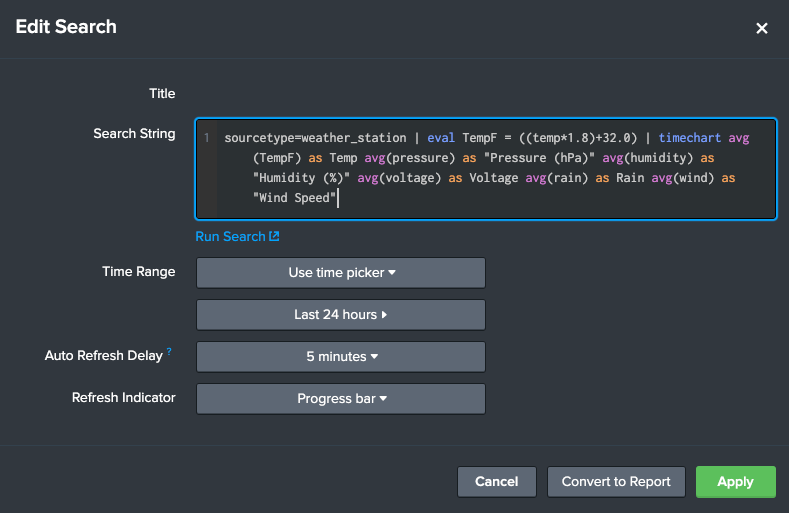 Edit Search
×
Title
Search String
1 sourcetype=weather_station | eval TempF = ((temp*1.8)+32.0) | timechart avg
(TempF) as Temp avg(pressure) as "Pressure (hPa)" avg(humidity) as
"Humidity (%)" avg(voltage) as Voltage avg(rain) as Rain avg(wind) as
"Wind Speed"
Run Search
Time Range
Use time picker
Last 24 hours
Auto Refresh Delay ?
5 minutes
Refresh Indicator
Progress bar
Cancel
Convert to Report
Apply